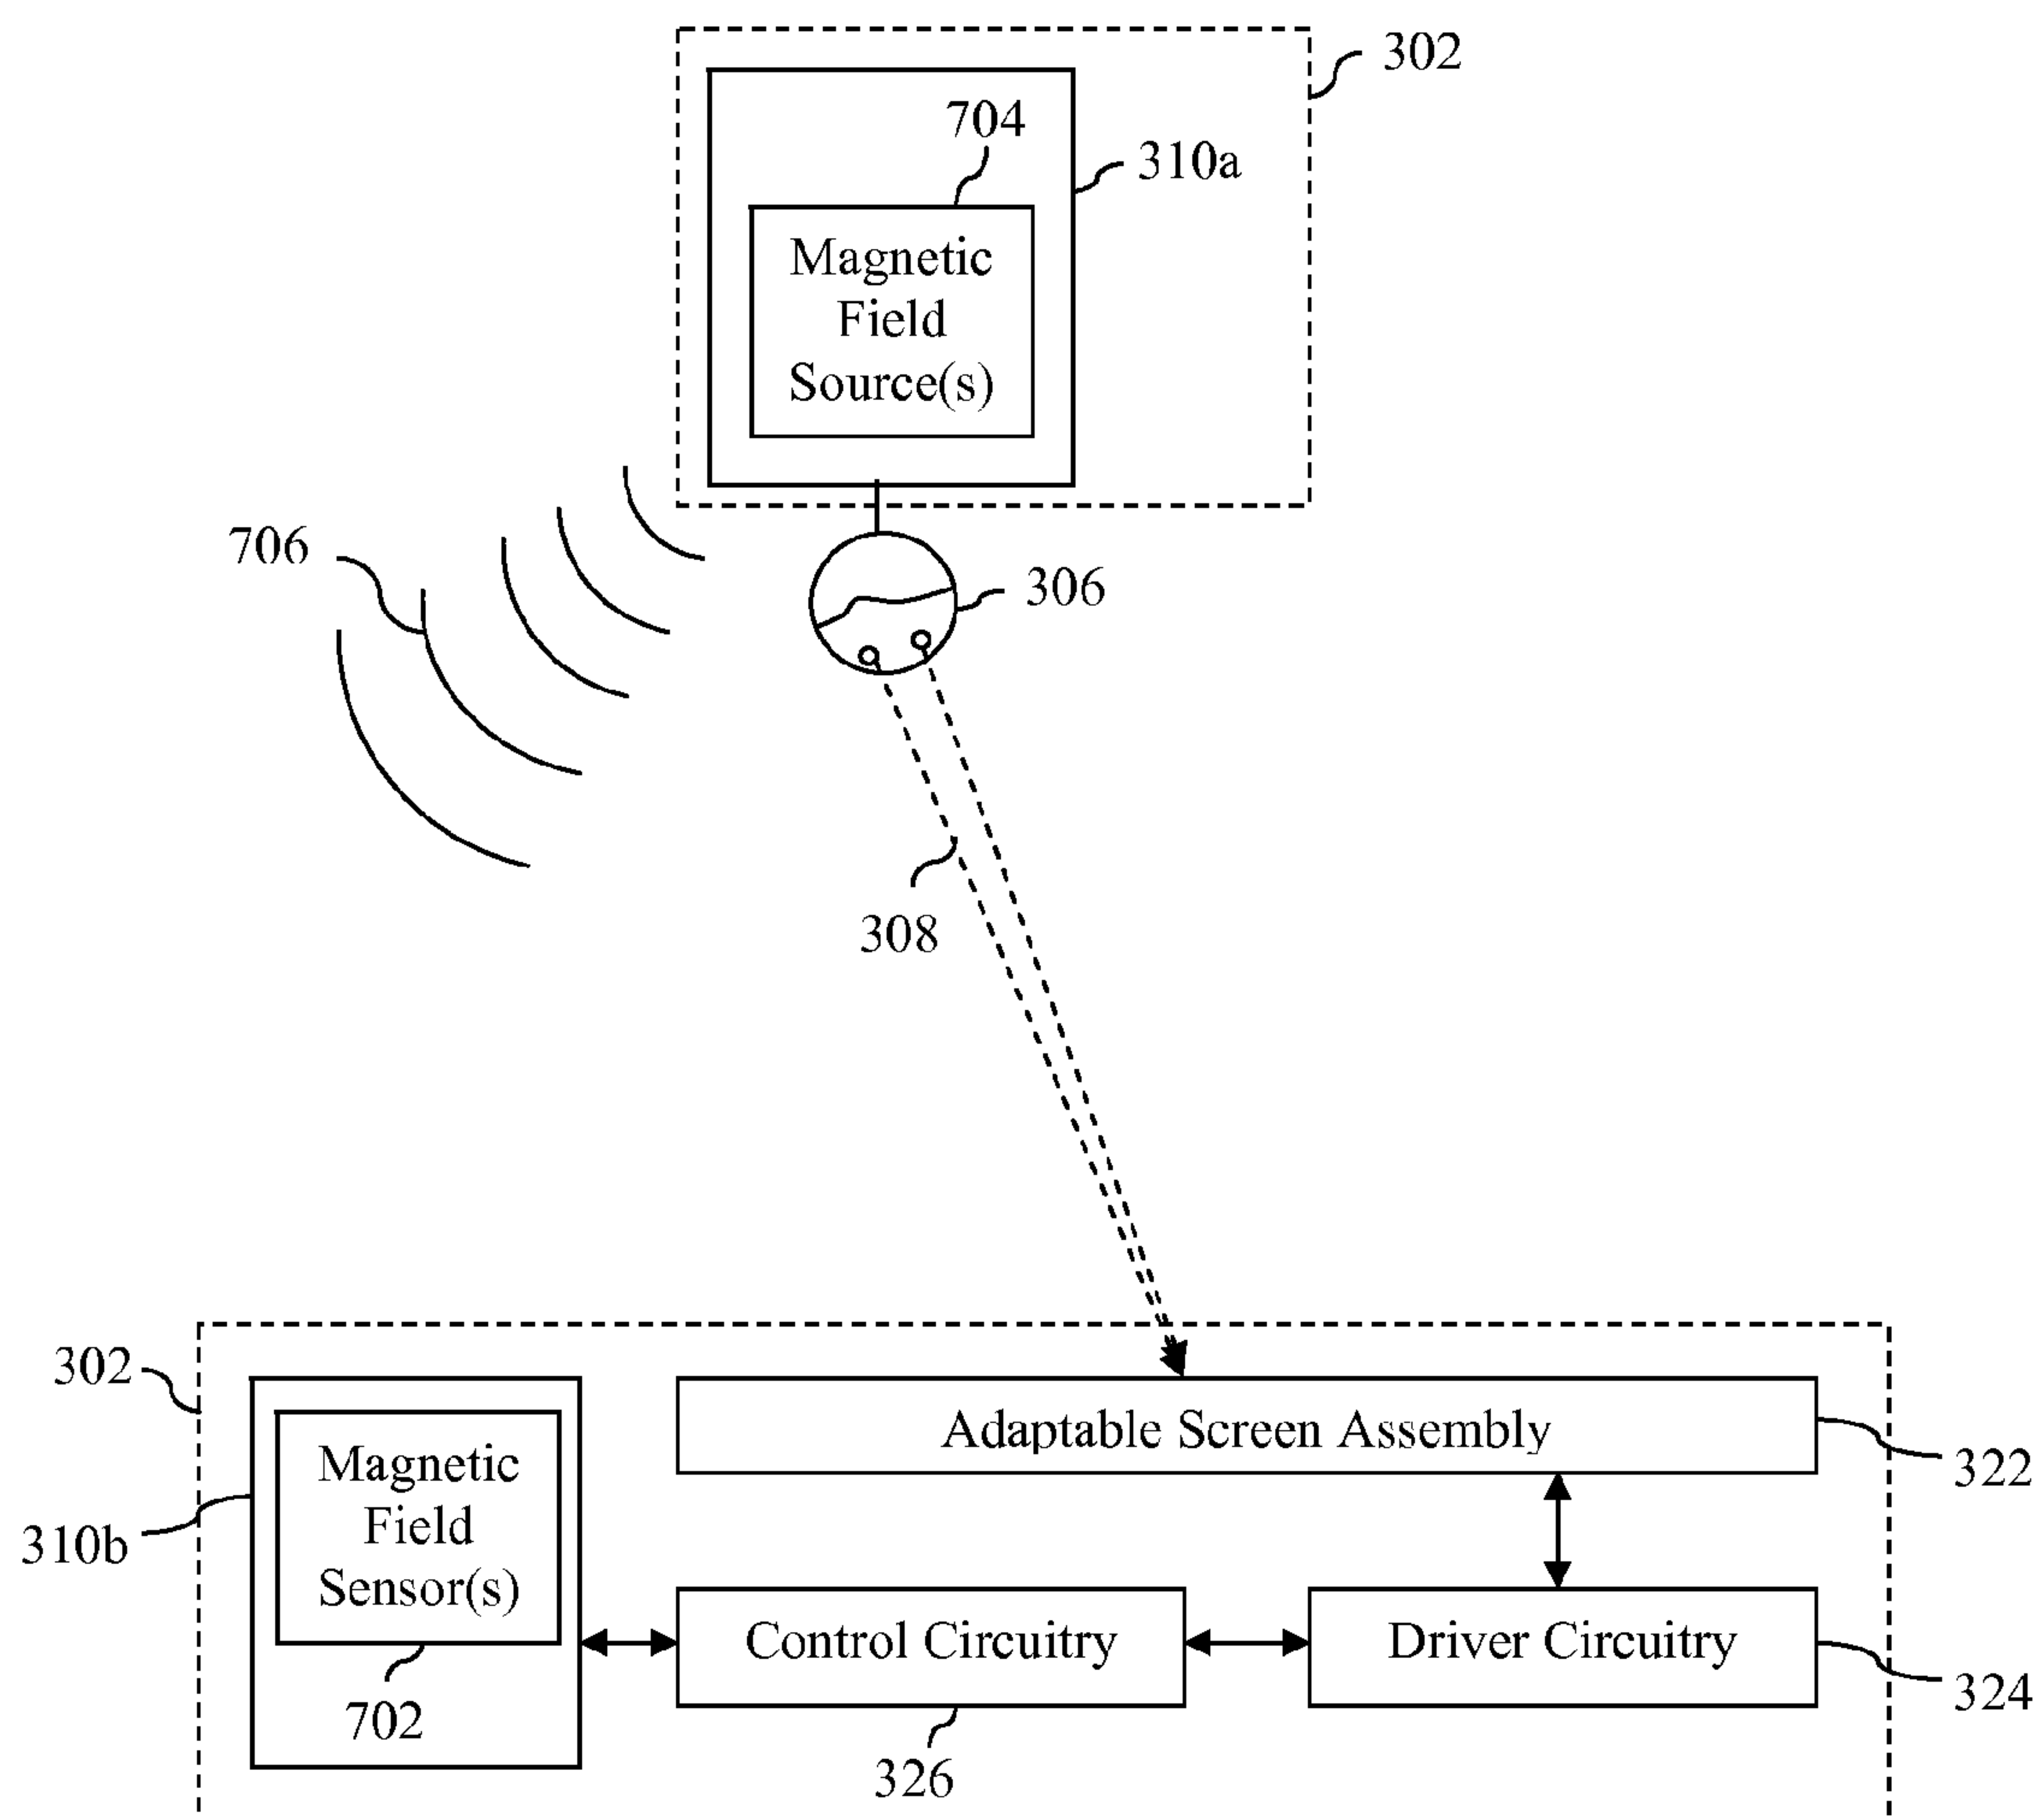 302
704
310a
Magnetic
Field
Source(s)
706
306
308
302
Adaptable Screen Assembly
322
Magnetic
Field
Sensor(s)
310b
Control Circuitry
Driver Circuitry
324
702
326